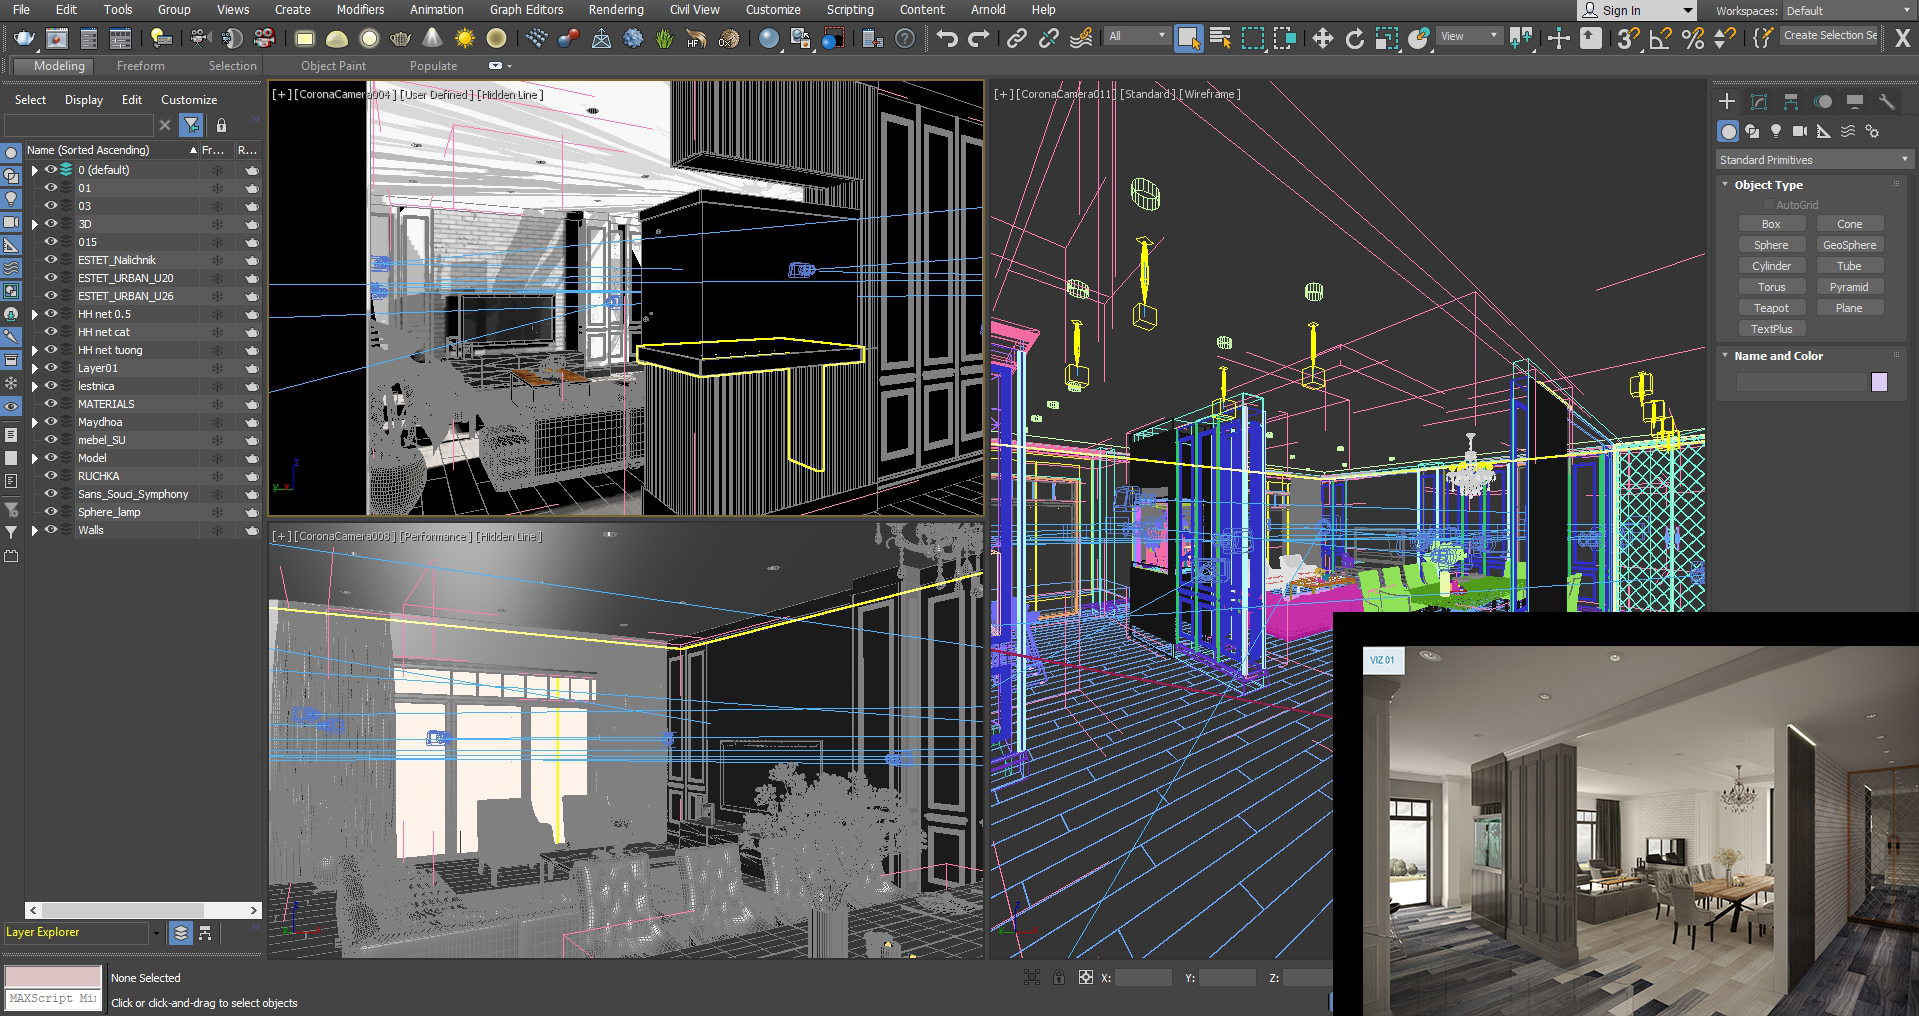 File Edit Tools Group Views Create Modifiers Animation Graph Editors Rendering Civil View Customize Scripting Content Arnold Help
Sign In
Workspaces: Default
HF
All
View
3
Create Selection Se
Modeling Freeform Selection Object Paint Populate
Select Display Edit Customize
Name (Sorted Ascending) Fr... R...
0 (default)
01
03
3D
015
ESTET_Nalichnik
ESTET_URBAN_U20
ESTET_URBAN_U26
HH net 0.5
HH net cat
HH net tuong
Layer01
lestnica
MATERIALS
Maydhoa
mebel_SU
Model
RUCHKA
Sans_Souci_Symphony
Sphere_lamp
Walls
Layer Explorer
MAXScript Mi
None Selected
Click or click-and-drag to select objects
[+] [CoronaCamera004 ] [User Defined ] [Hidden Line ]
[+] [CoronaCamera008 ] [Performance ] [Hidden Line ]
[+] [CoronaCamera011 ] [Standard ] [Wireframe ]
X: Y: Z:
Standard Primitives
Object Type
AutoGrid
Box Cone
Sphere GeoSphere
Cylinder Tube
Torus Pyramid
Teapot Plane
TextPlus
Name and Color
VIZ 01